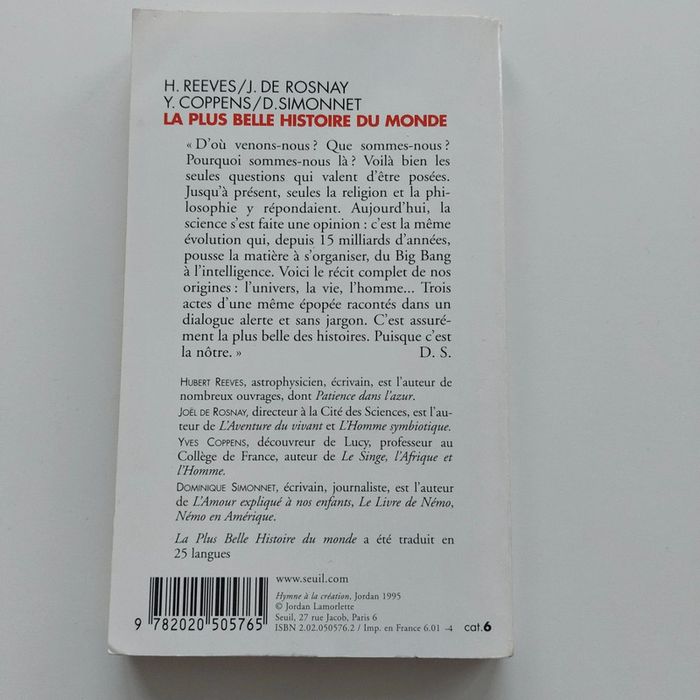 H. REEVES/J. DE ROSNAY
Y. COPPENS/D. SIMONNET
LA PLUS BELLE HISTOIRE DU MONDE
« D'où venons-nous ? Que sommes-nous ?
Pourquoi sommes-nous là ? Voilà bien les
seules questions qui valent d'être posées.
Jusqu'à présent, seules la religion et la phi-
losophie y répondaient. Aujourd'hui, la
science s'est faite une opinion : c'est la même
évolution qui, depuis 15 milliards d'années,
pousse la matière à s'organiser, du Big Bang
à l'intelligence. Voici le récit complet de nos
origines : l'univers, la vie, l'homme... Trois
actes d'une même épopée racontés dans un
dialogue alerte et sans jargon. C'est assuré-
ment la plus belle des histoires. Puisque c'est
la nôtre. » D. S.
HUBERT REEVES, astrophysicien, écrivain, est l'auteur de
nombreux ouvrages, dont Patience dans l'azur.
JOËL DE ROSNAY, directeur à la Cité des Sciences, est l'au-
teur de L'Aventure du vivant et L'Homme symbiotique.
YVES COPPENS, découvreur de Lucy, professeur au
Collège de France, auteur de Le Singe, l'Afrique et
l'Homme.
DOMINIQUE SIMONNET, écrivain, journaliste, est l'auteur
de L'Amour expliqué à nos enfants, Le Livre de Némo,
Némo en Amérique.
La Plus Belle Histoire du monde a été traduit en
25 langues
www.seuil.com
Hymne à la création, Jordan 1995
© Jordan Lamorlette
Seuil, 27 rue Jacob, Paris 6
ISBN 2.02.050576.2 / Imp. en France 6.01 -4
cat.6
9 782020 505765